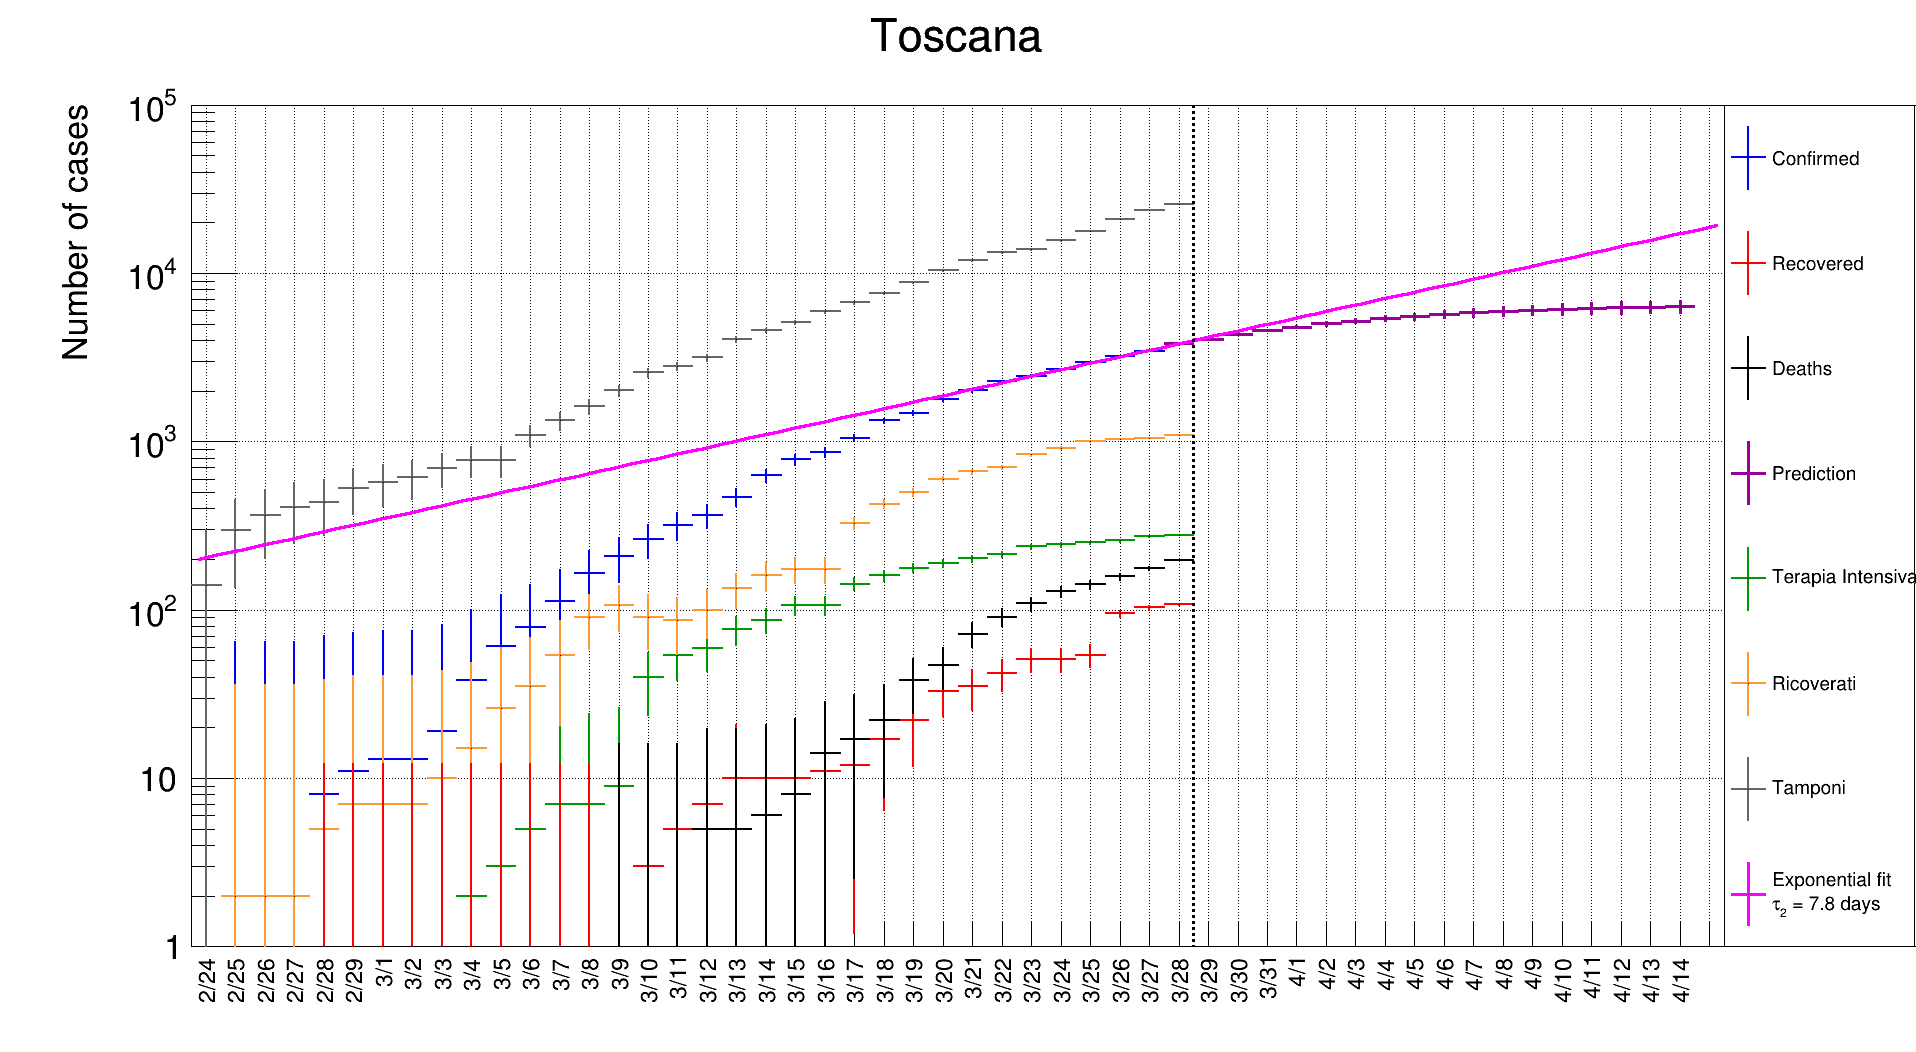 Toscana
Number of cases
10^5
10^4
10^3
10^2
10
1
2/24 2/25 2/26 2/27 2/28 2/29 3/1 3/2 3/3 3/4 3/5 3/6 3/7 3/8 3/9 3/10 3/11 3/12 3/13 3/14 3/15 3/16 3/17 3/18 3/19 3/20 3/21 3/22 3/23 3/24 3/25 3/26 3/27 3/28 3/29 3/30 3/31 4/1 4/2 4/3 4/4 4/5 4/6 4/7 4/8 4/9 4/10 4/11 4/12 4/13 4/14
Confirmed
Recovered
Deaths
Prediction
Terapia Intensiva
Ricoverati
Tamponi
Exponential fit
τ_2 = 7.8 days